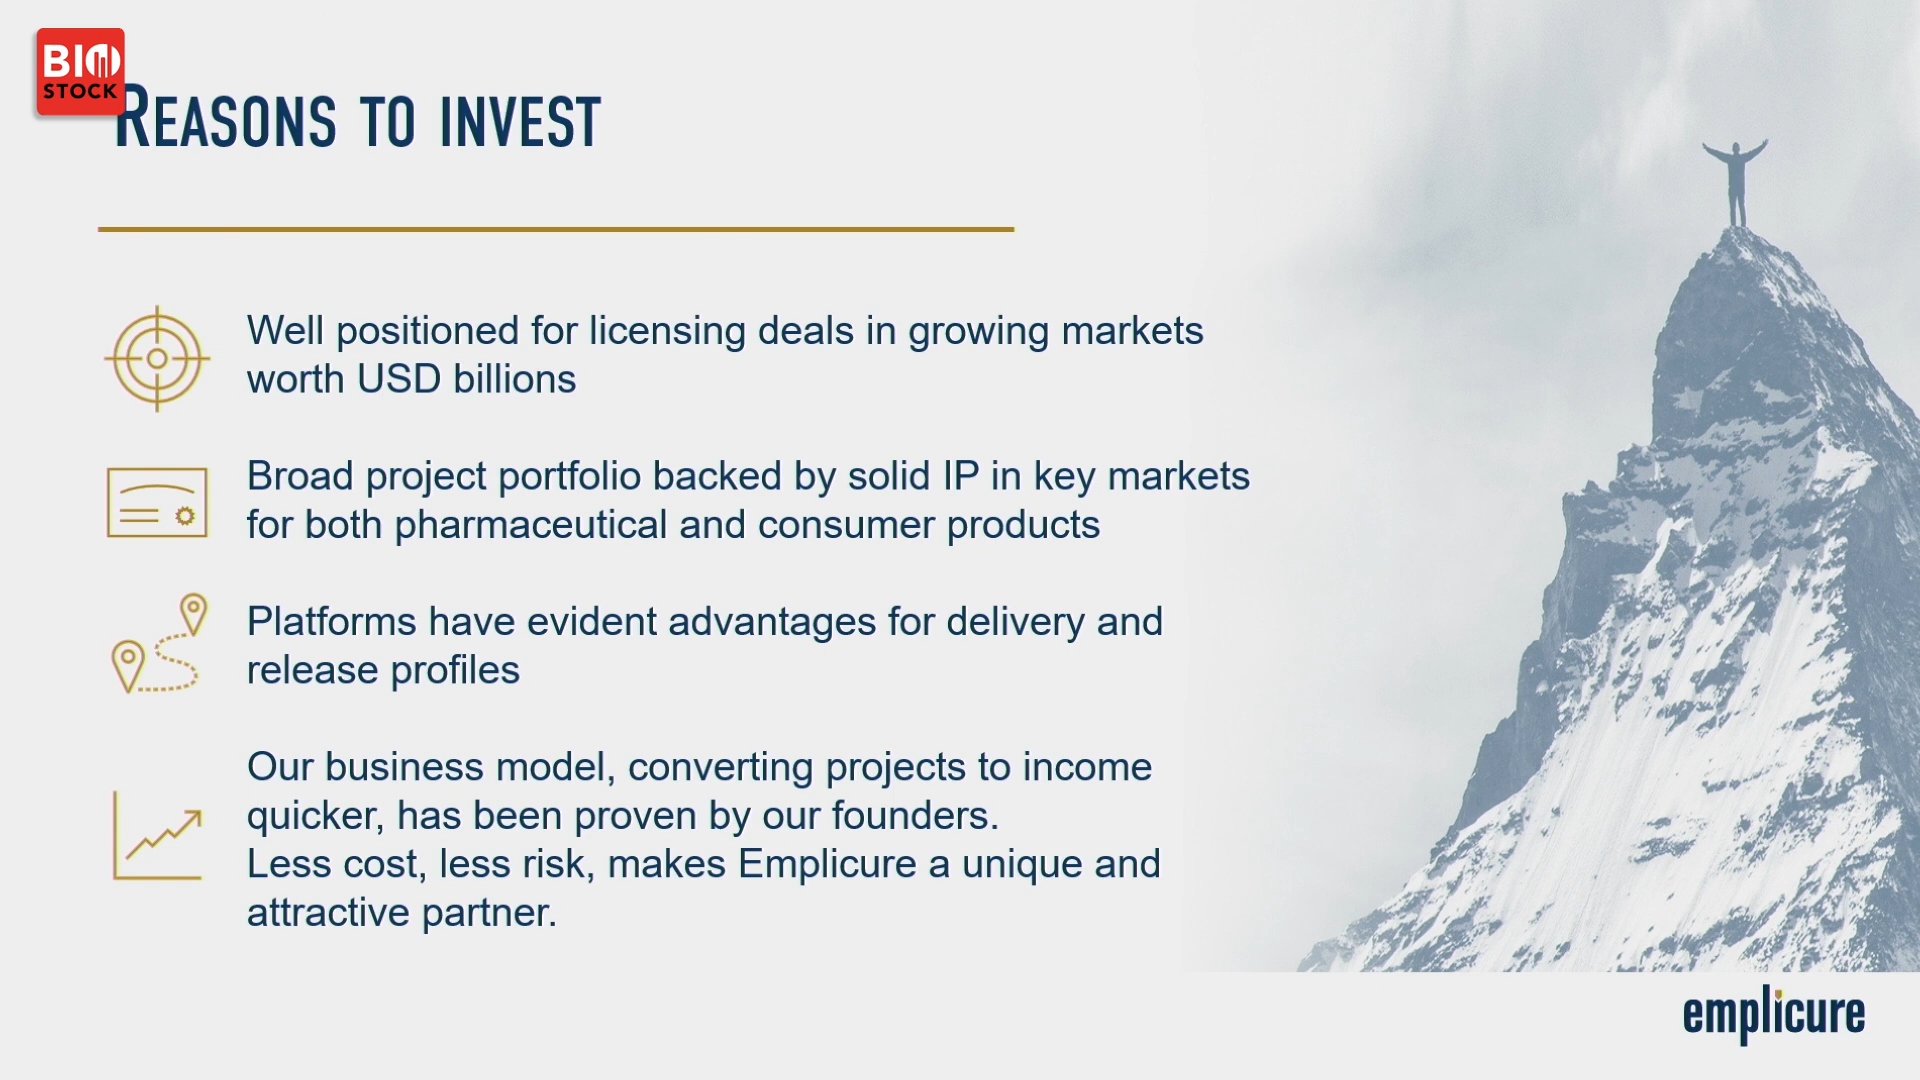 BIO
STOCK
REASONS TO INVEST
Well positioned for licensing deals in growing markets
worth USD billions
Broad project portfolio backed by solid IP in key markets
for both pharmaceutical and consumer products
Platforms have evident advantages for delivery and
release profiles
Our business model, converting projects to income
quicker, has been proven by our founders.
Less cost, less risk, makes Emplicure a unique and
attractive partner.
emplicure